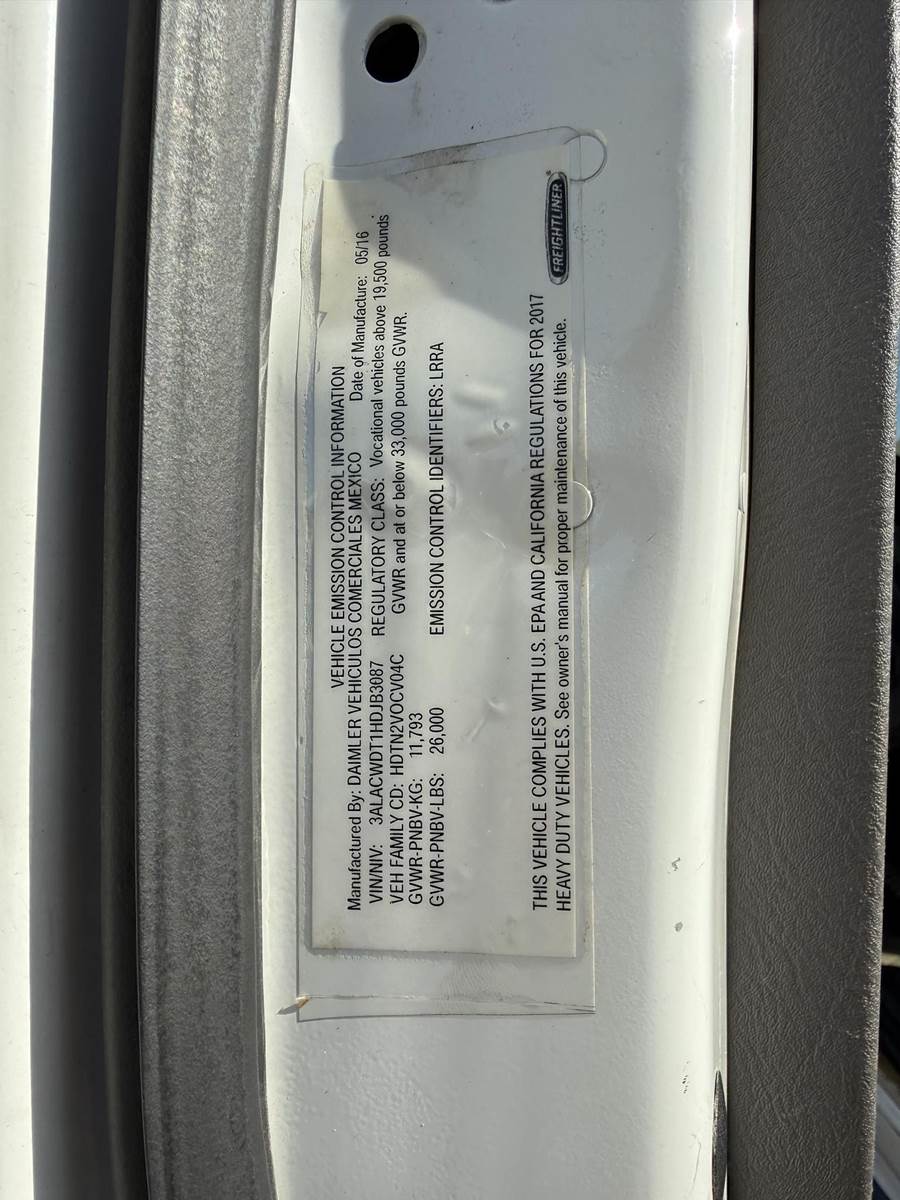 VEHICLE EMISSION CONTROL INFORMATION
Manufactured By: DAIMLER VEHICULOS COMERCIALES MEXICO Date of Manufacture: 05/16
VIN/NIV: 3ALACWDT1HDJB3087 REGULATORY CLASS: Vocational vehicles above 19,500 pounds
VEH FAMILY CD: HDTN2VOCV04C GVWR and at or below 33,000 pounds GVWR.
GVWR-PNBV-KG: 11,793
GVWR-PNBV-LBS: 26,000 EMISSION CONTROL IDENTIFIERS: LRRA
THIS VEHICLE COMPLIES WITH U.S. EPA AND CALIFORNIA REGULATIONS FOR 2017
HEAVY DUTY VEHICLES. See owner's manual for proper maintenance of this vehicle.
FREIGHTLINER